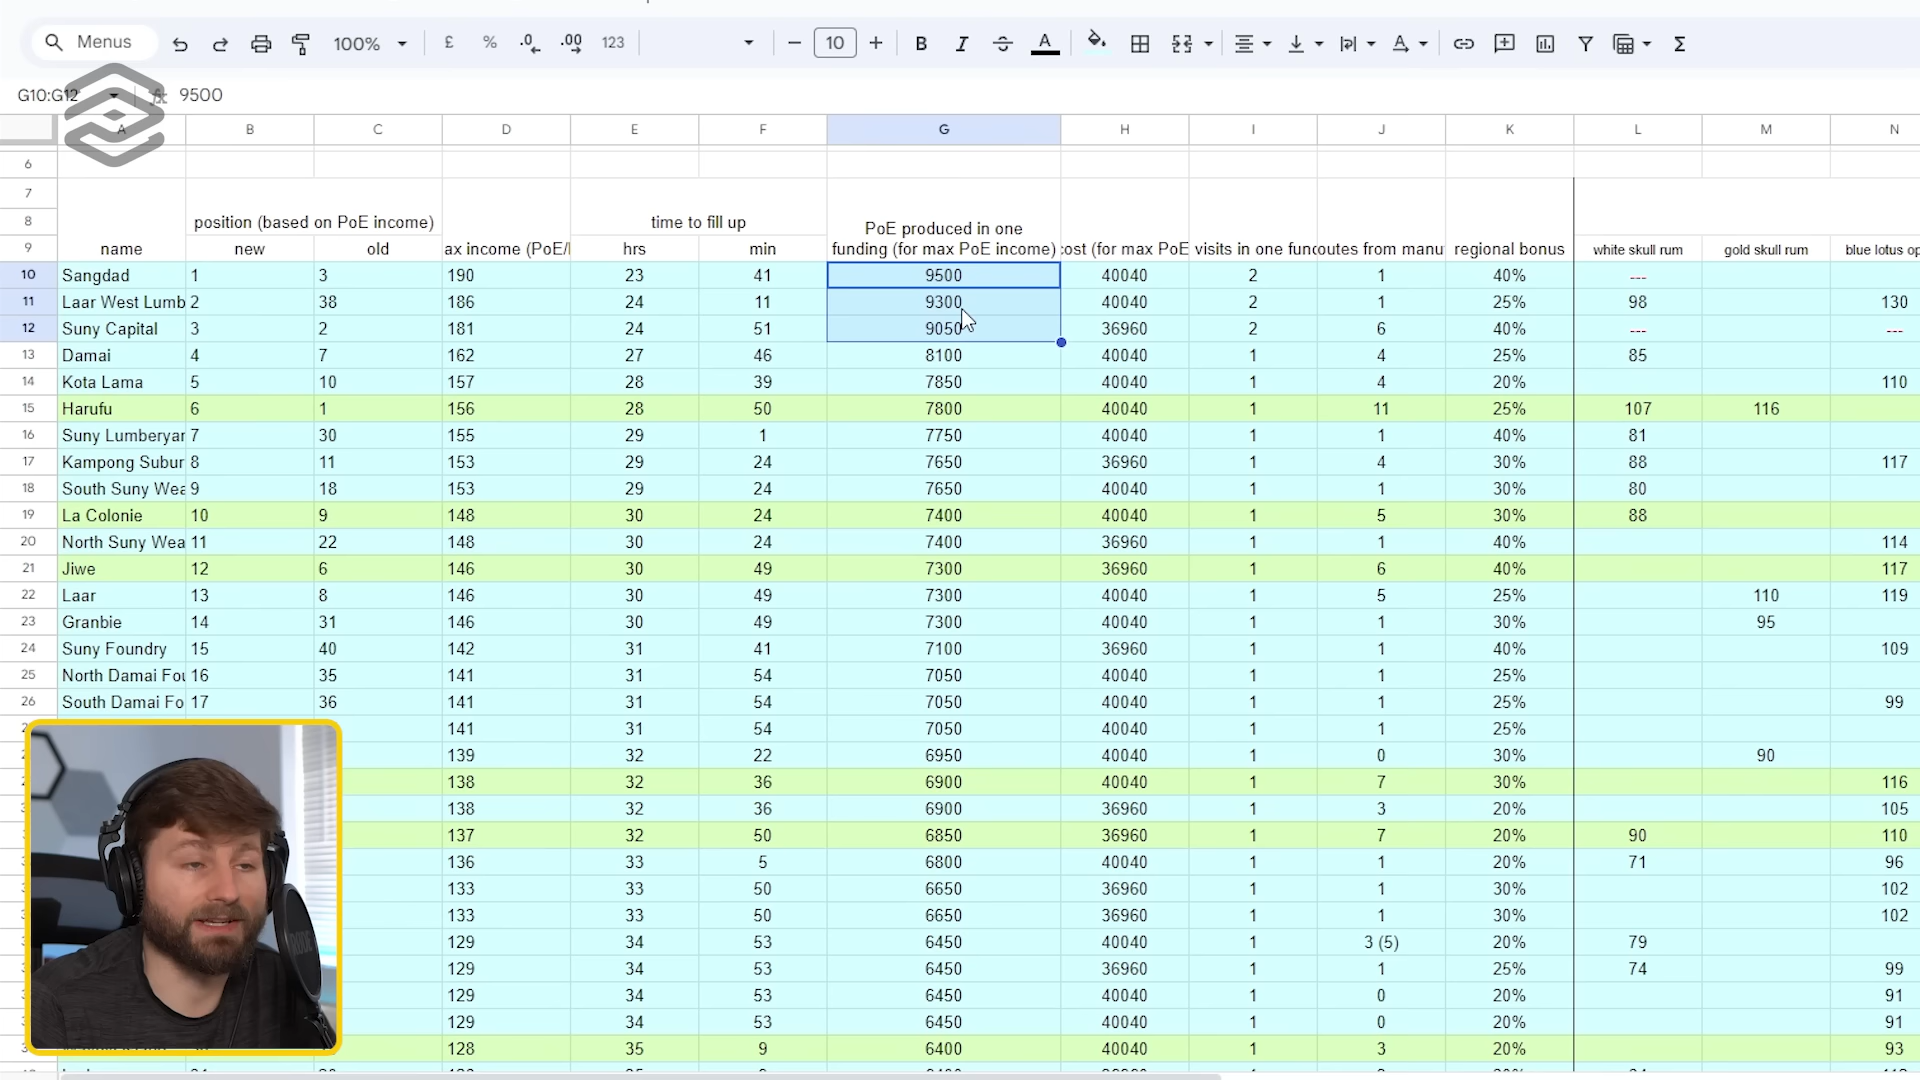 Menus
100%
£
%
.0
.00
123
10
B
I
A
A
Σ
G10:G12
fx
9500
A B C D E F G H I J K L M N
6
7
8
position (based on PoE income)
time to fill up
PoE produced in one
9
name new old ax income (PoE/ hrs min funding (for max PoE income) cost (for max PoE visits in one func outes from manu regional bonus white skull rum gold skull rum blue lotus op
10 Sangdad 1 3 190 23 41 9500 40040 2 1 40% ---
11 Laar West Lumb 2 38 186 24 11 9300 40040 2 1 25% 98 130
12 Suny Capital 3 2 181 24 51 9050 36960 2 6 40% --- ---
13 Damai 4 7 162 27 46 8100 40040 1 4 25% 85
14 Kota Lama 5 10 157 28 39 7850 40040 1 4 20% 110
15 Harufu 6 1 156 28 50 7800 40040 1 11 25% 107 116
16 Suny Lumberyar 7 30 155 29 1 7750 40040 1 1 40% 81
17 Kampong Subur 8 11 153 29 24 7650 36960 1 4 30% 88 117
18 South Suny Wea 9 18 153 29 24 7650 40040 1 1 30% 80
19 La Colonie 10 9 148 30 24 7400 40040 1 5 30% 88
20 North Suny Wea 11 22 148 30 24 7400 36960 1 1 40% 114
21 Jiwe 12 6 146 30 49 7300 36960 1 6 40% 117
22 Laar 13 8 146 30 49 7300 40040 1 5 25% 110 119
23 Granbie 14 31 146 30 49 7300 40040 1 1 30% 95
24 Suny Foundry 15 40 142 31 41 7100 36960 1 1 40% 109
25 North Damai Fou 16 35 141 31 54 7050 40040 1 1 25%
26 South Damai Fo 17 36 141 31 54 7050 40040 1 1 25% 99
141 31 54 7050 40040 1 1 25%
139 32 22 6950 40040 1 0 30% 90
138 32 36 6900 40040 1 7 30% 116
138 32 36 6900 36960 1 3 20% 105
137 32 50 6850 36960 1 7 20% 90 110
136 33 5 6800 40040 1 1 20% 71 96
133 33 50 6650 36960 1 1 30% 102
133 33 50 6650 36960 1 1 30% 102
129 34 53 6450 40040 1 3 (5) 20% 79
129 34 53 6450 36960 1 1 25% 74 99
129 34 53 6450 40040 1 0 20% 91
129 34 53 6450 40040 1 0 20% 91
128 35 9 6400 40040 1 3 20% 93